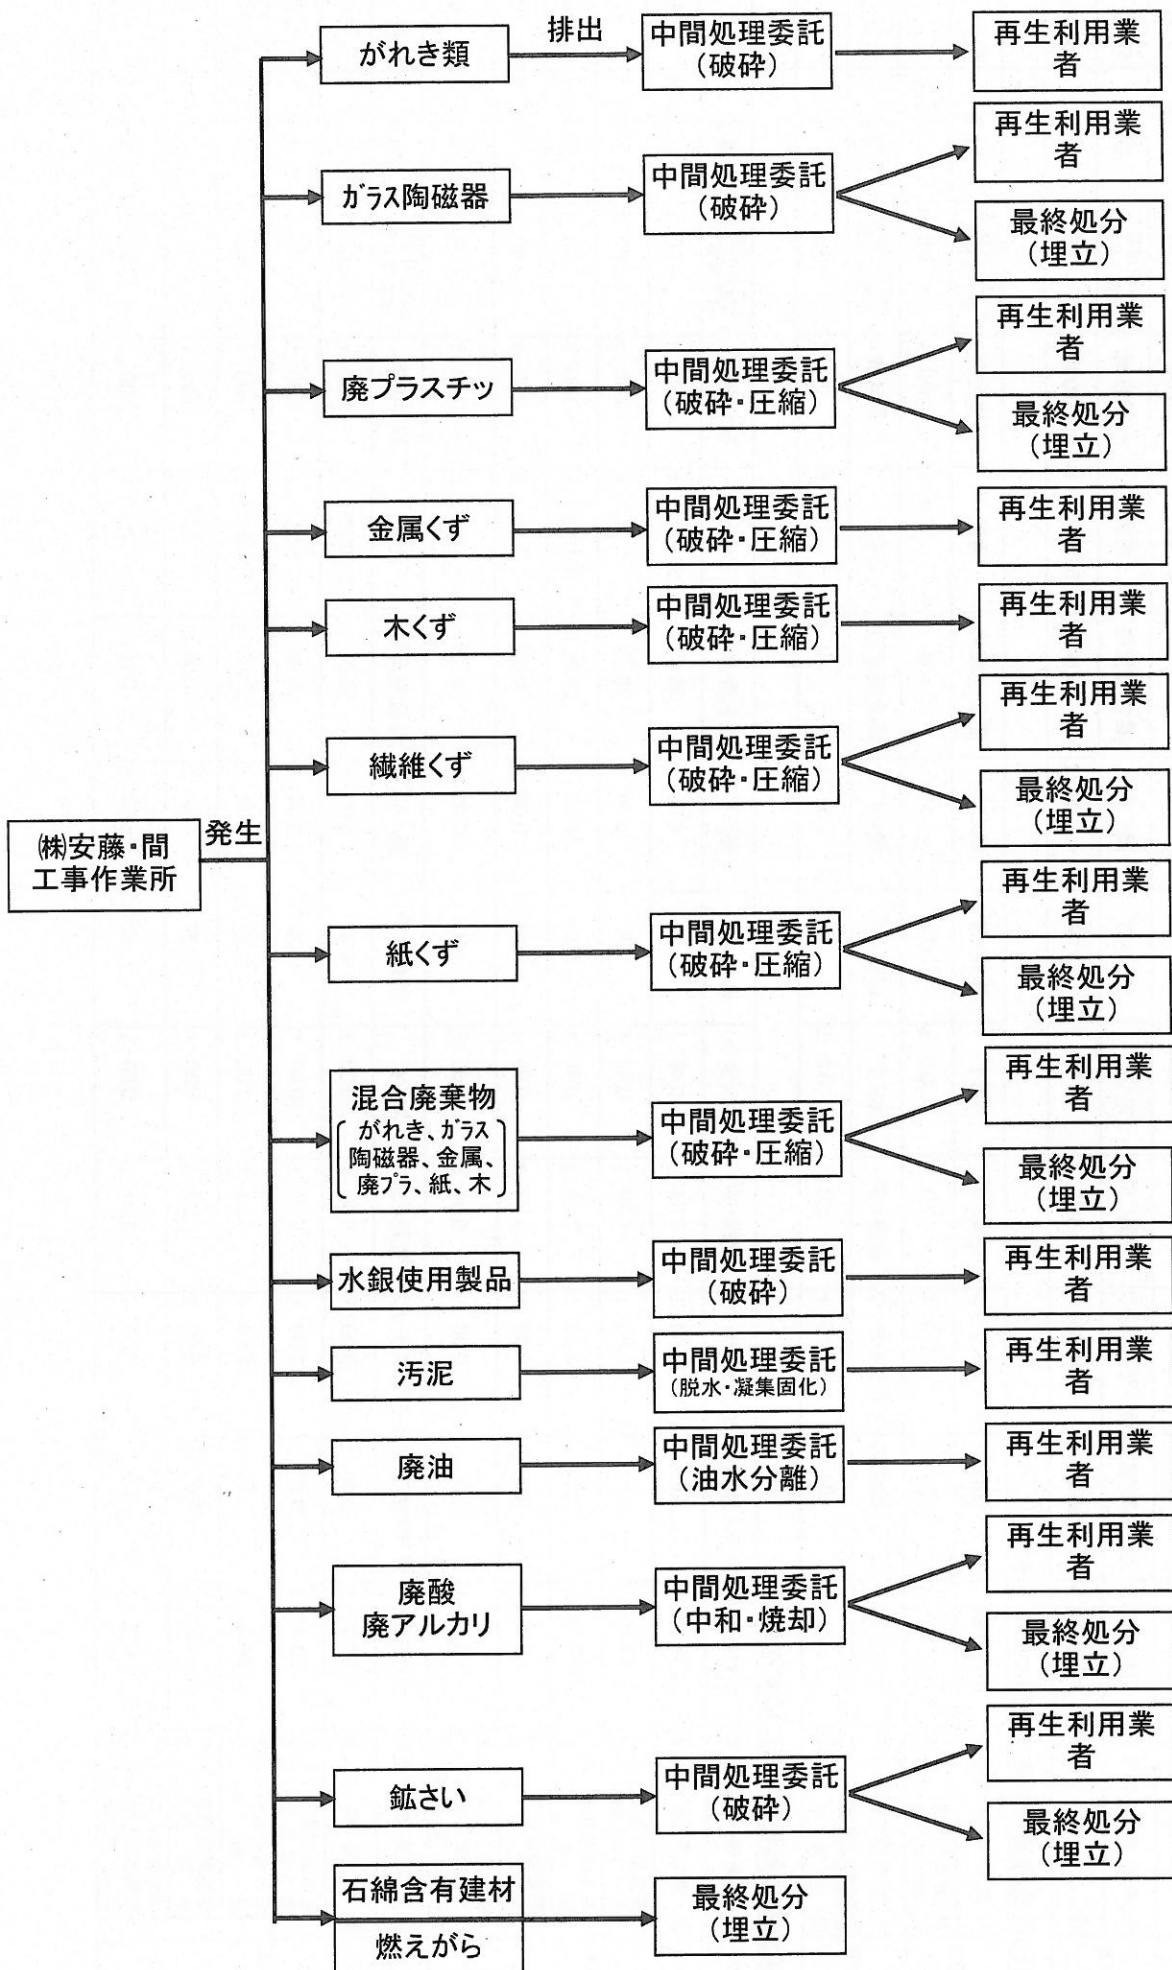 がれき類
排出
中間処理委託
（破砕）
再生利用業
者
ガラス陶磁器
中間処理委託
（破砕）
再生利用業
者
最終処分
（埋立）
廃プラスチッ
中間処理委託
（破砕・圧縮）
再生利用業
者
最終処分
（埋立）
金属くず
中間処理委託
（破砕・圧縮）
再生利用業
者
木くず
中間処理委託
（破砕・圧縮）
再生利用業
者
繊維くず
中間処理委託
（破砕・圧縮）
再生利用業
者
最終処分
（埋立）
㈱安藤・間
工事作業所
発生
紙くず
中間処理委託
（破砕・圧縮）
再生利用業
者
最終処分
（埋立）
混合廃棄物
がれき、ガラス
陶磁器、金属、
廃プラ、紙、木
中間処理委託
（破砕・圧縮）
再生利用業
者
最終処分
（埋立）
水銀使用製品
中間処理委託
（破砕）
再生利用業
者
汚泥
中間処理委託
（脱水・凝集固化）
再生利用業
者
廃油
中間処理委託
（油水分離）
再生利用業
者
廃酸
廃アルカリ
中間処理委託
（中和・焼却）
再生利用業
者
最終処分
（埋立）
鉱さい
中間処理委託
（破砕）
再生利用業
者
最終処分
（埋立）
石綿含有建材
燃えがら
最終処分
（埋立）